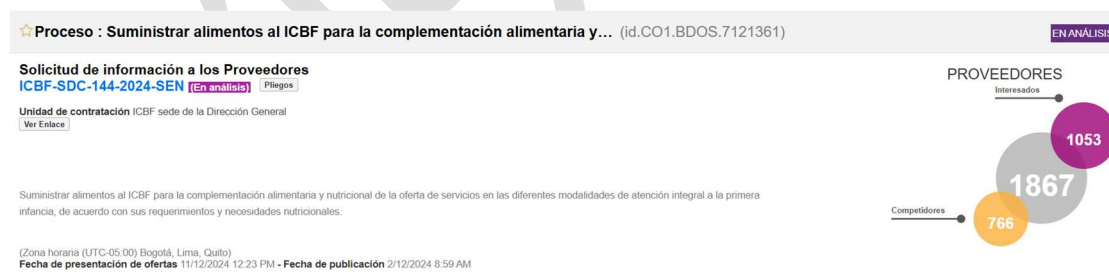 Proceso : Suministrar alimentos al ICBF para la complementación alimentaria y... (id.CO1.BDOS.7121361)
EN ANÁLISIS
Solicitud de información a los Proveedores
ICBF-SDC-144-2024-SEN (En análisis) Pliegos
Unidad de contratación ICBF sede de la Dirección General
Ver Enlace
PROVEEDORES
Interesados
1053
1867
Competidores
766
Suministrar alimentos al ICBF para la complementación alimentaria y nutricional de la oferta de servicios en las diferentes modalidades de atención integral a la primera
infancia, de acuerdo con sus requerimientos y necesidades nutricionales.
(Zona horaria (UTC-05:00) Bogotá, Lima, Quito)
Fecha de presentación de ofertas 11/12/2024 12:23 PM - Fecha de publicación 2/12/2024 8:59 AM